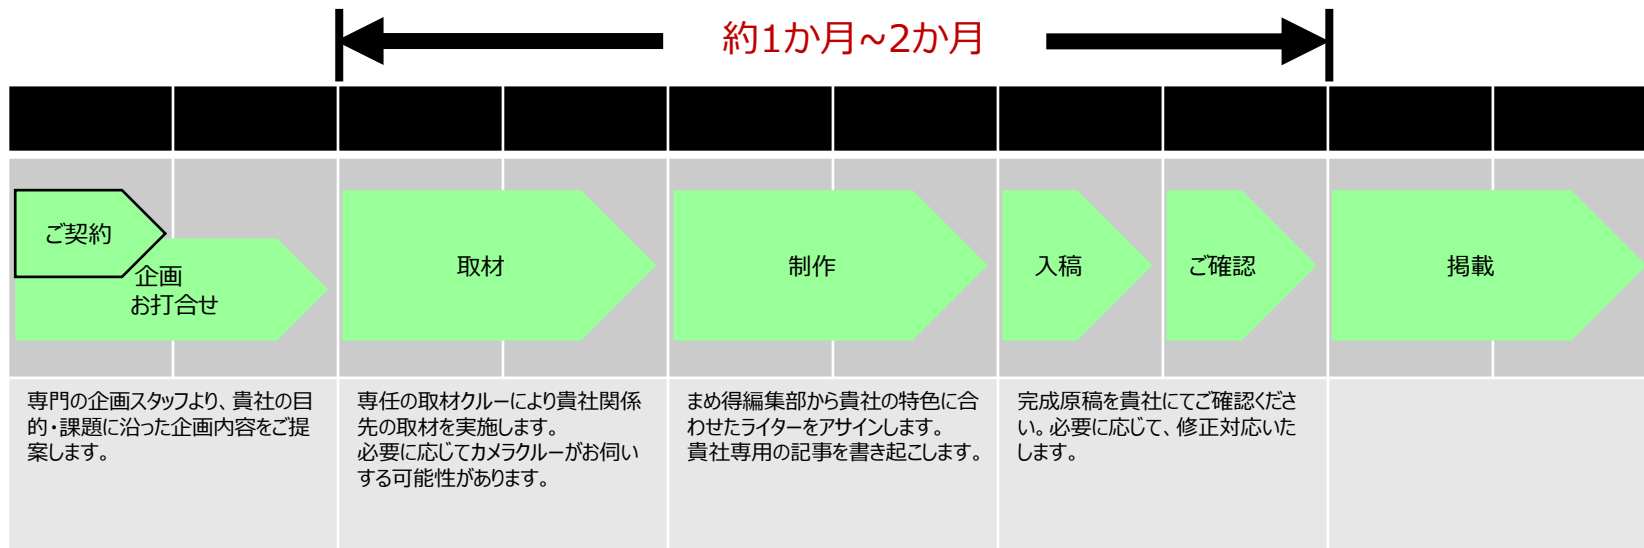 約1か月~2か月
ご契約
企画
お打合せ
取材
制作
入稿
ご確認
掲載
専門の企画スタッフより、貴社の目
的・課題に沿った企画内容をご提
案します。
専任の取材クルーにより貴社関係
先の取材を実施します。
必要に応じてカメラクルーがお伺い
する可能性があります。
まめ得編集部から貴社の特色に合
わせたライターをアサインします。
貴社専用の記事を書き起こします。
完成原稿を貴社にてご確認くださ
い。必要に応じて、修正対応いた
します。